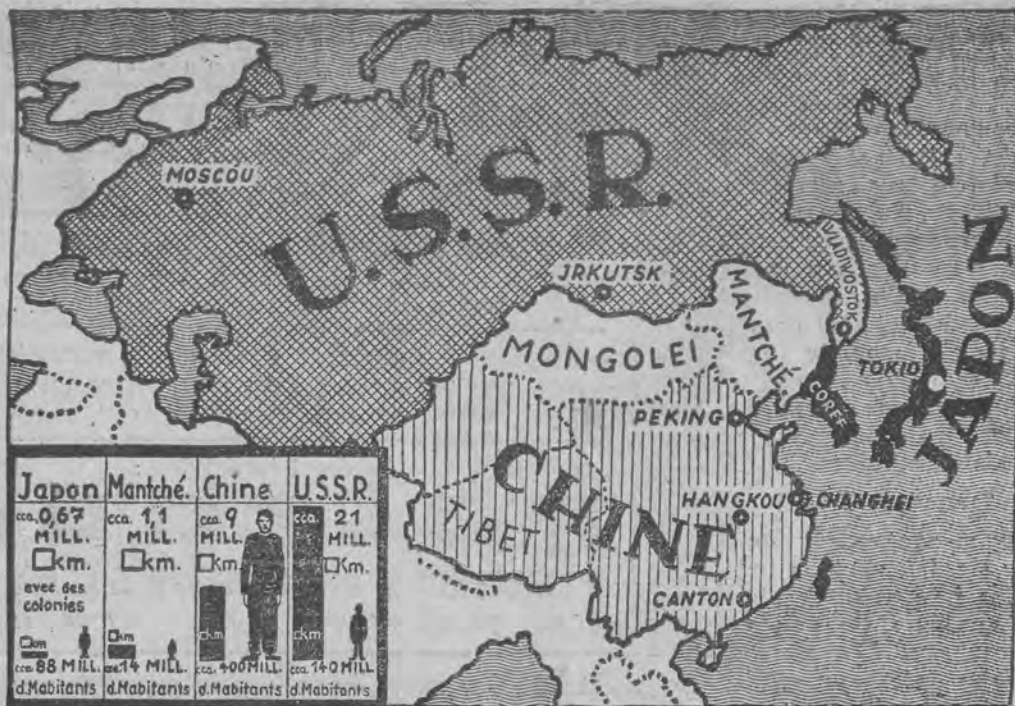 U.S.S.R.
MOSCOU
JRKUTSK
VLADIWOSTOK
MANTCHÉ
MONGOLEI
JAPON
TOKIO
CORÉE
PEKING
CHINE
TIBET
HANGKOU
CHANGHEI
CANTON
Japon Mantché. Chine U.S.S.R.
cca. 0,67 MILL. □km. avec des colonies
□km
cca. 88 MILL. d.Mabitants
cca. 1,1 MILL. □km.
□km
cca. 14 MILL. d.Mabitants
cca. 9 MILL. □km.
□km
cca. 400 MILL. d.Mabitants
cca. 21 MILL. □km.
□km
cca. 140 MILL d.Mabitants